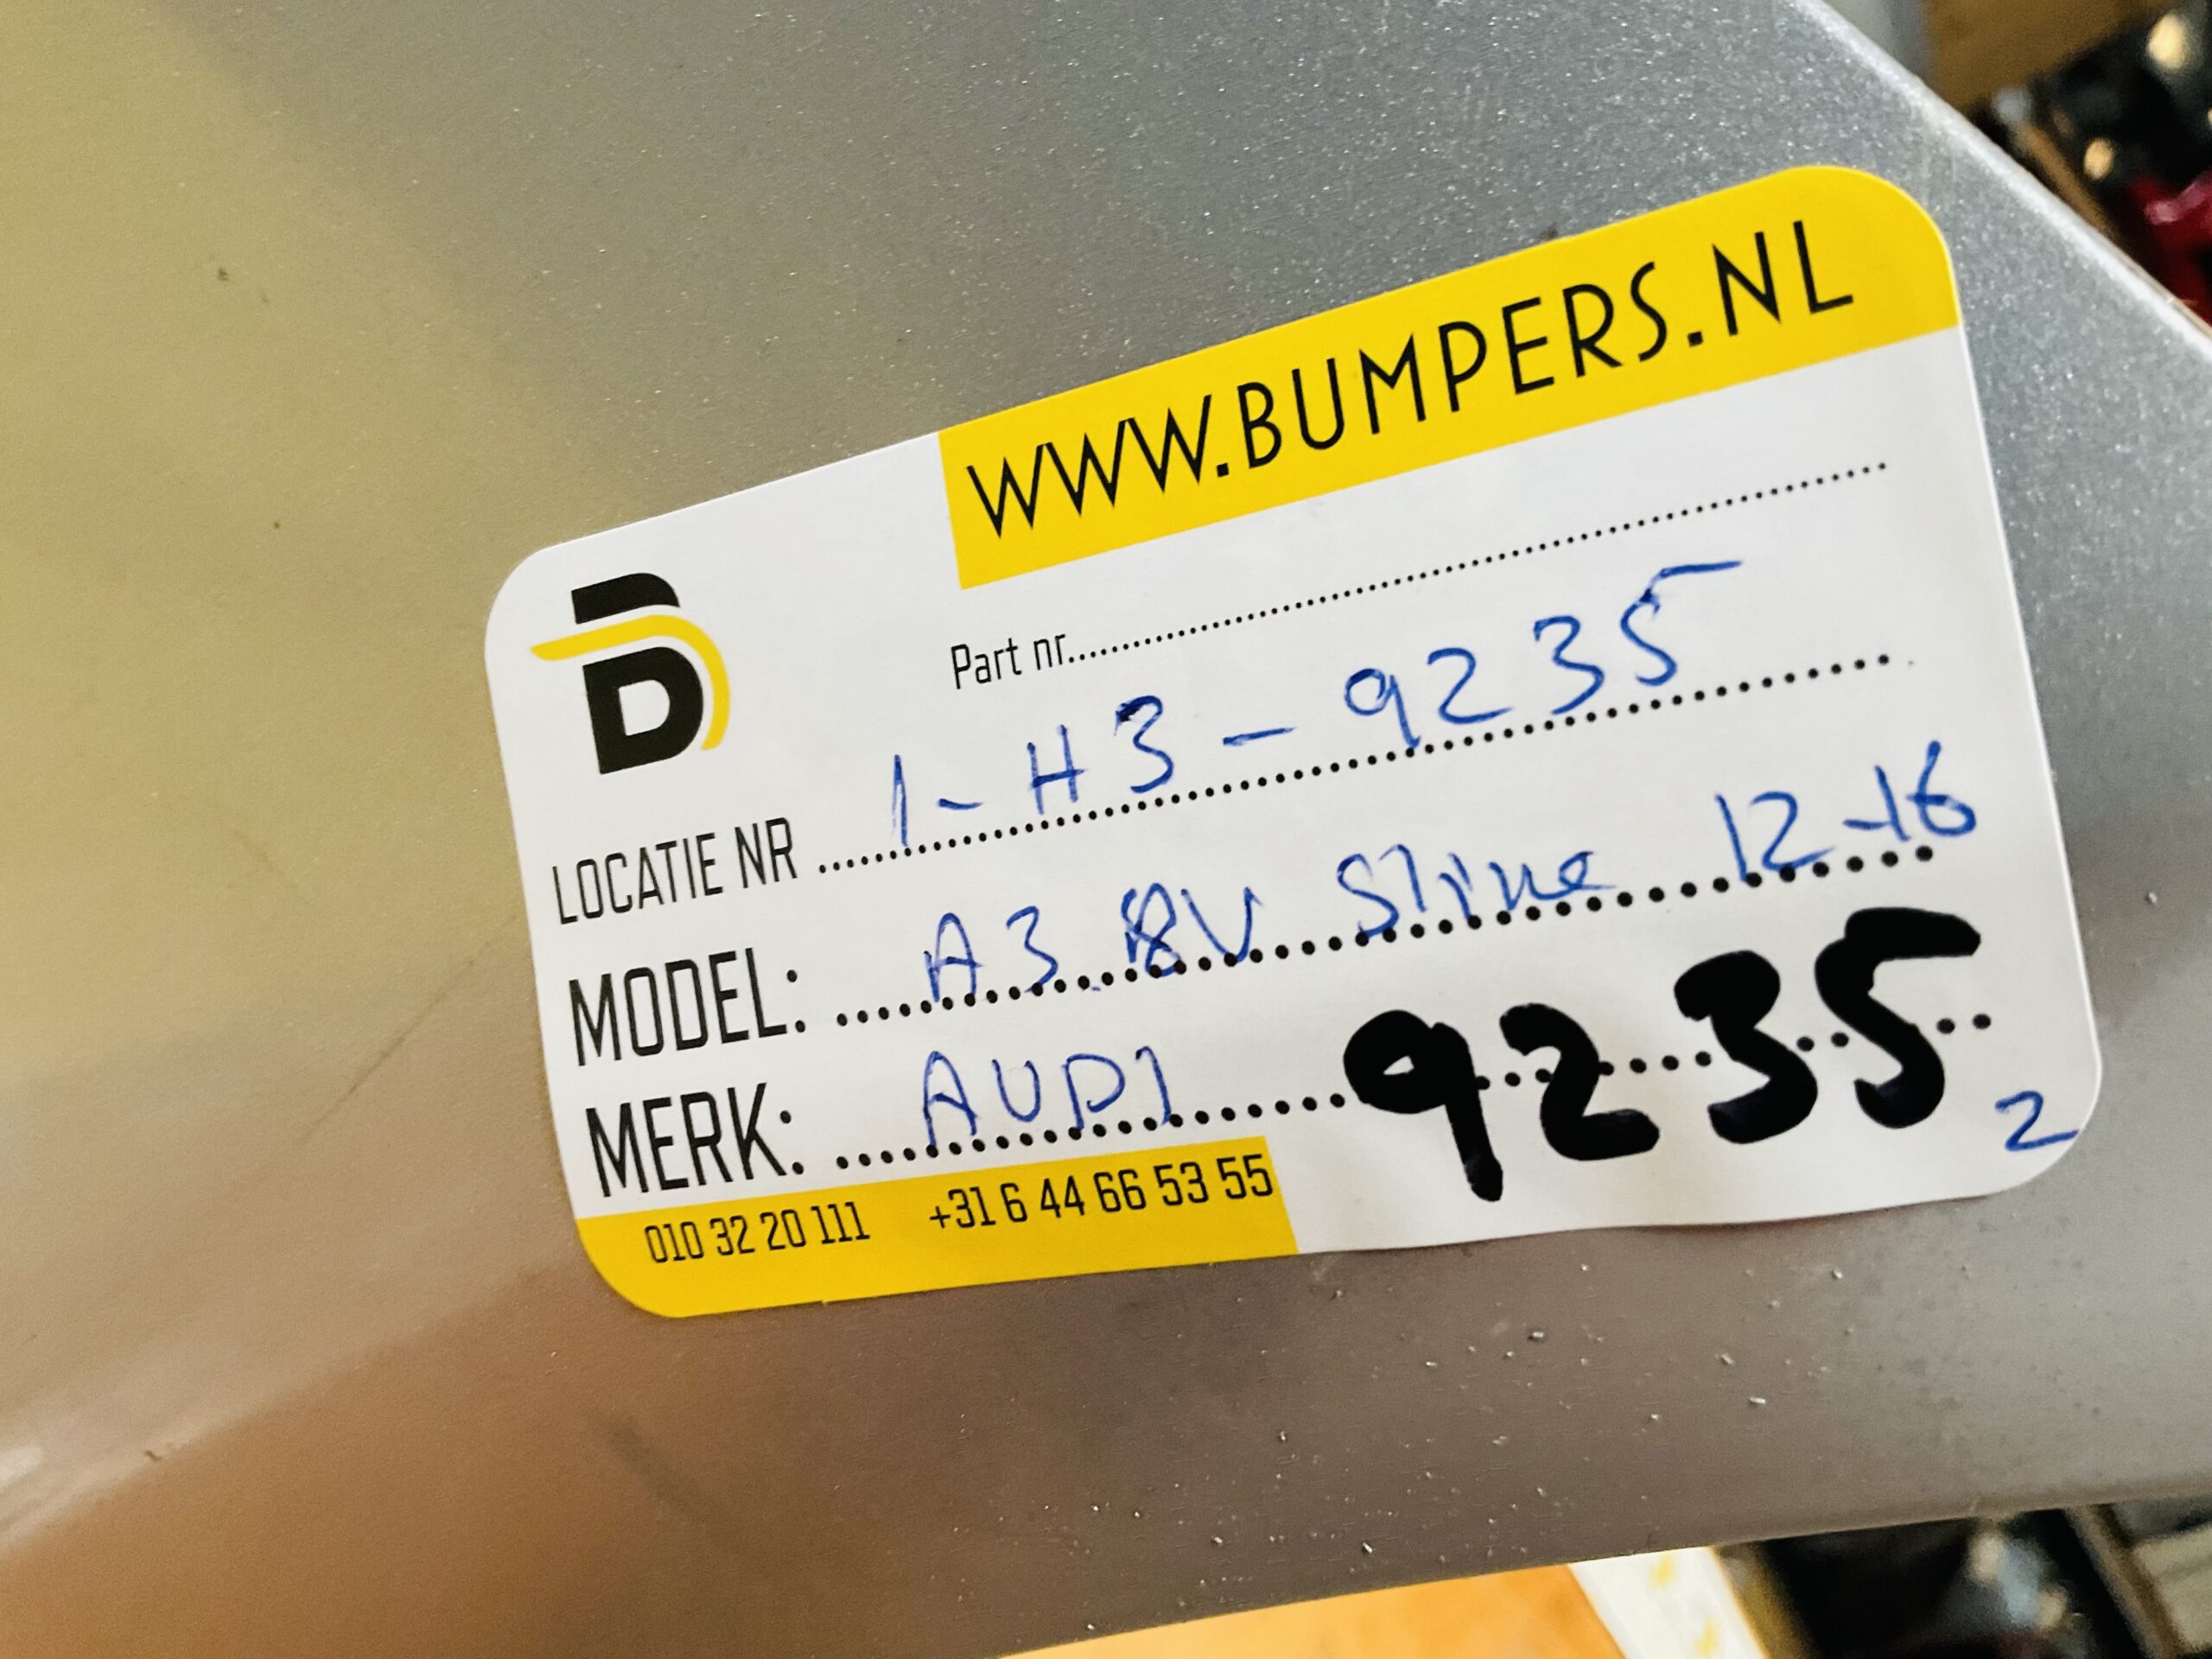 WWW.BUMPERS.NL
Part nr
LOCATIE NR 1-H3-9235
MODEL: A3 8V Sline 12-16
MERK: AUDI 9235
2
010 32 20 111 +31 6 44 66 53 55